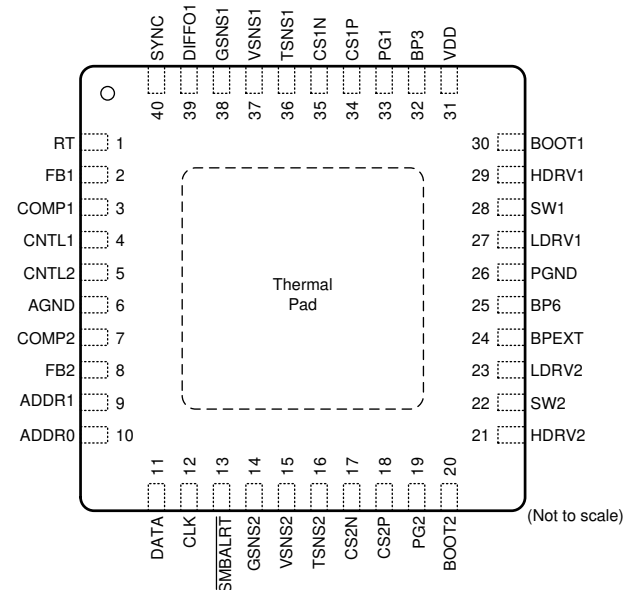 SYNC
DIFFO1
GSNS1
VSNS1
TSNS1
CS1N
CS1P
PG1
BP3
VDD
40
39
38
37
36
35
34
33
32
31
RT 1
FB1 2
COMP1 3
CNTL1 4
CNTL2 5
AGND 6
COMP2 7
FB2 8
ADDR1 9
ADDR0 10
Thermal
Pad
30 BOOT1
29 HDRV1
28 SW1
27 LDRV1
26 PGND
25 BP6
24 BPEXT
23 LDRV2
22 SW2
21 HDRV2
11
12
13
14
15
16
17
18
19
20
DATA
CLK
SMBALRT
GSNS2
VSNS2
TSNS2
CS2N
CS2P
PG2
BOOT2
(Not to scale)